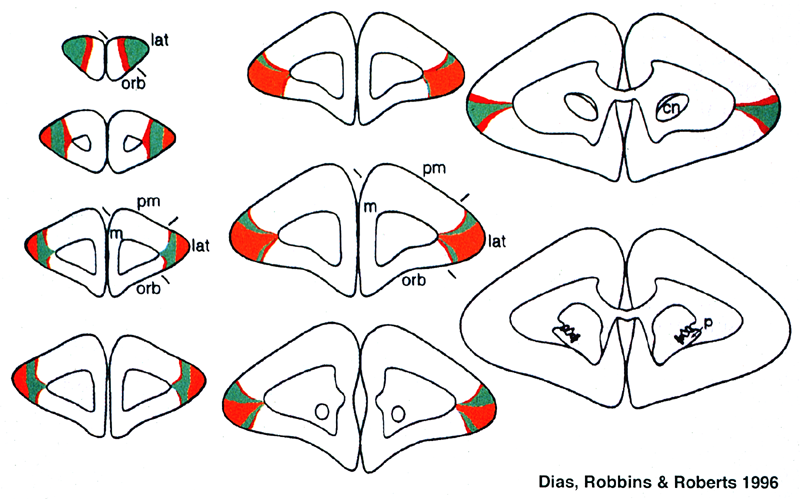 lat
orb
cn
pm
m
lat
orb
pm
m
lat
orb
p
Dias, Robbins & Roberts 1996